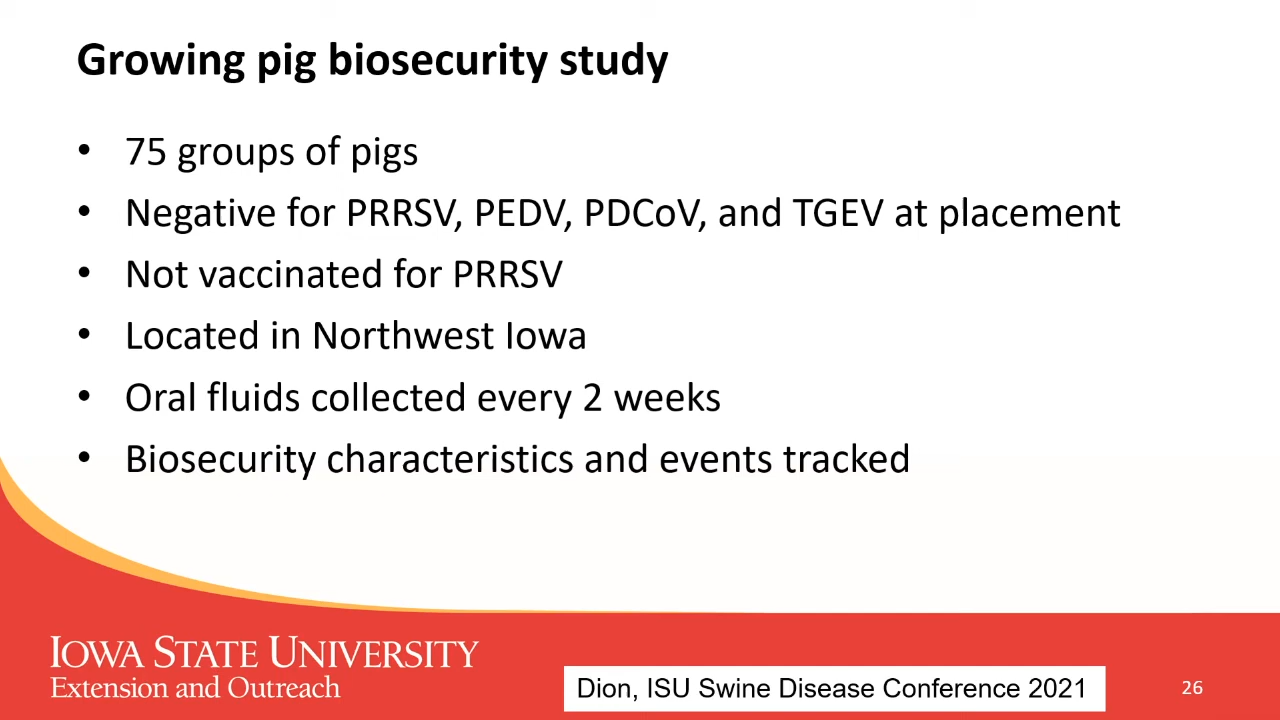 Growing pig biosecurity study
• 75 groups of pigs
• Negative for PRRSV, PEDV, PDCoV, and TGEV at placement
• Not vaccinated for PRRSV
• Located in Northwest Iowa
• Oral fluids collected every 2 weeks
• Biosecurity characteristics and events tracked
IOWA STATE UNIVERSITY
Extension and Outreach
Dion, ISU Swine Disease Conference 2021
26